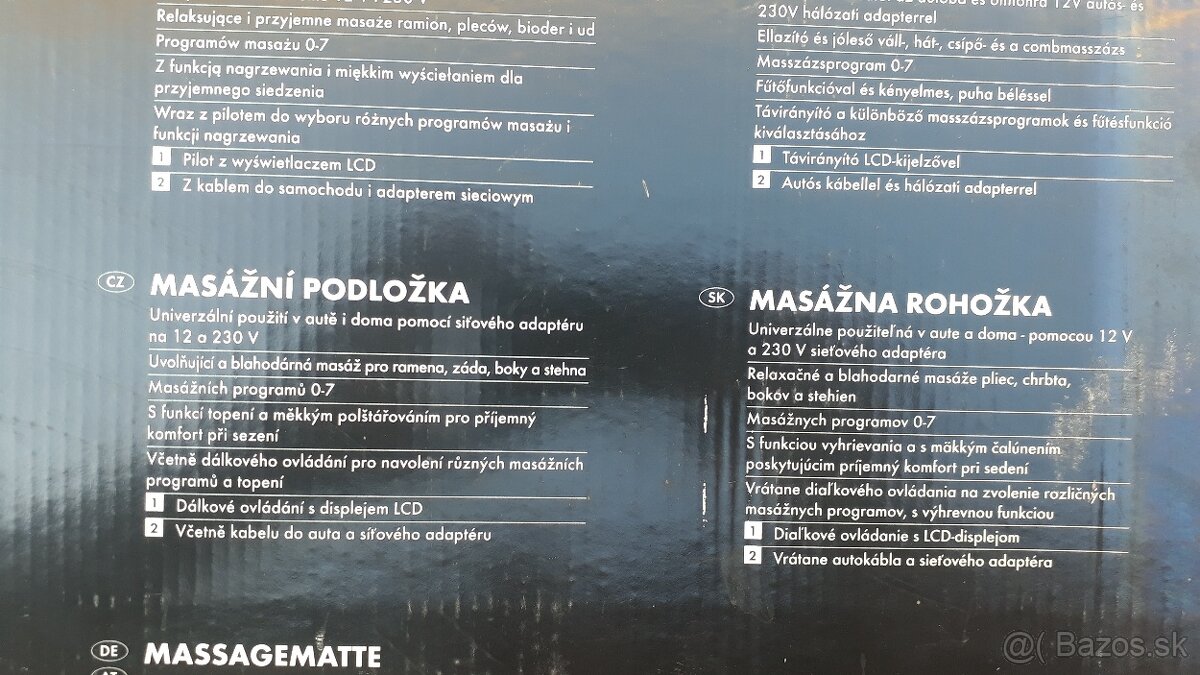 Relaksujące i przyjemne masaże ramion, pleców, bioder i ud
Programów masażu 0-7
Z funkcją nagrzewania i miękkim wyściełaniem dla
przyjemnego siedzenia
Wraz z pilotem do wyboru różnych programów masażu i
funkcji nagrzewania
1 Pilot z wyświetlaczem LCD
2 Z kablem do samochodu i adapterem sieciowym
230V hálózati adapterrel
Ellazító és jóleső váll-, hát-, csípő- és a combmasszázs
Masszázsprogram 0-7
Fűtőfunkcióval és kényelmes, puha béléssel
Távirányító a különböző masszázsprogramok és fűtésfunkció
kiválasztásához
1 Távirányító LCD-kijelzővel
2 Autós kábellel és hálózati adapterrel
CZ MASÁŽNÍ PODLOŽKA
Univerzální použití v autě i doma pomocí siťového adaptéru
na 12 a 230 V
Uvolňující a blahodárná masáž pro ramena, záda, boky a stehna
Masážních programů 0-7
S funkcí topení a měkkým polštářováním pro příjemný
komfort při sezení
Včetně dálkového ovládání pro navolení různých masážních
programů a topení
1 Dálkové ovládání s displejem LCD
2 Včetně kabelu do auta a síťového adaptéru
SK MASÁŽNA ROHOŽKA
Univerzálne použiteľná v aute a doma - pomocou 12 V
a 230 V sieťového adaptéra
Relaxačné a blahodarné masáže pliec, chrbta,
bokov a stehien
Masážnych programov 0-7
S funkciou vyhrievania a s mäkkým čalúnením
poskytujúcim príjemný komfort pri sedení
Vrátane diaľkového ovládania na zvolenie rozličných
masážnych programov, s výhrevnou funkciou
1 Diaľkové ovládanie s LCD-displejom
2 Vrátane autokábla a sieťového adaptéra
DE MASSAGEMATTE
AT
@( Bazos.sk